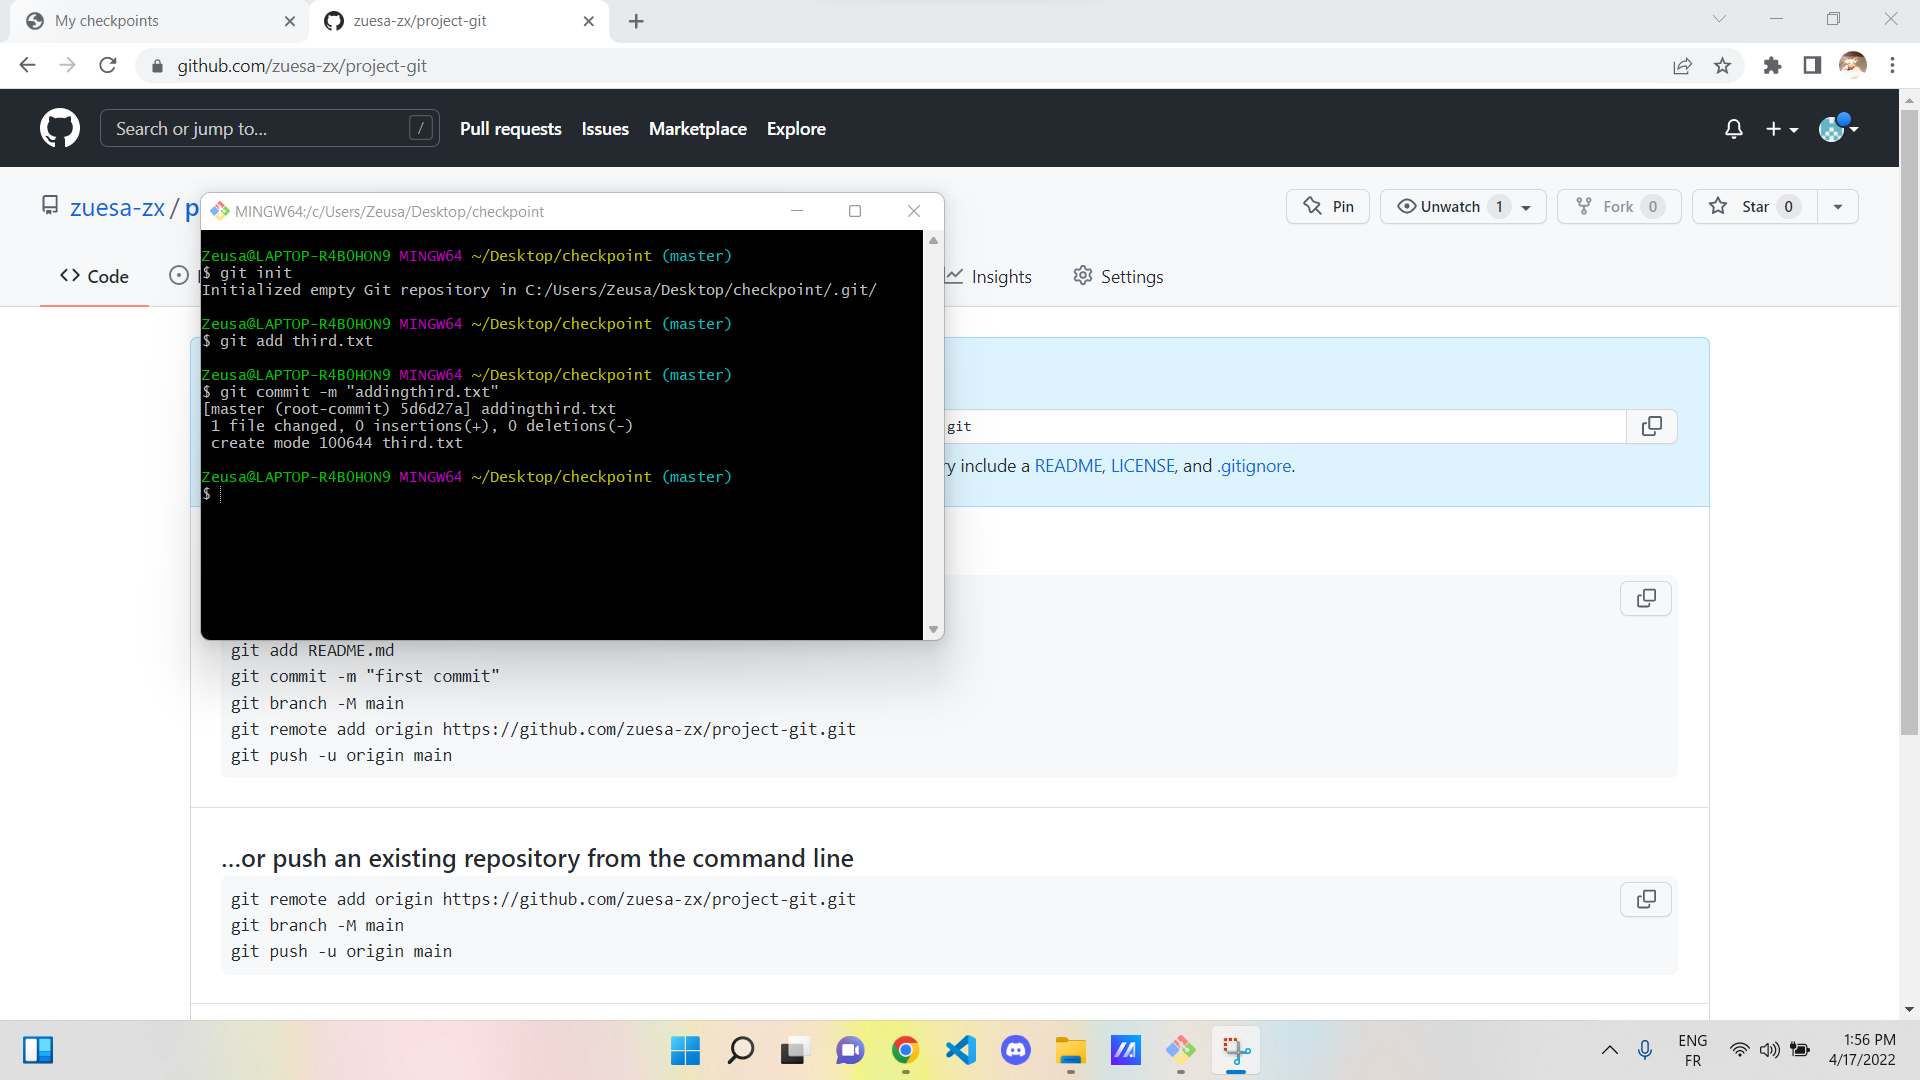 My checkpoints
zuesa-zx/project-git
github.com/zuesa-zx/project-git
Search or jump to...
/
Pull requests
Issues
Marketplace
Explore
zuesa-zx / p
Pin
Unwatch 1
Fork 0
Star 0
Code
Insights
Settings
MINGW64:/c/Users/Zeusa/Desktop/checkpoint
Zeusa@LAPTOP-R4BOHON9 MINGW64 ~/Desktop/checkpoint (master)
$ git init
Initialized empty Git repository in C:/Users/Zeusa/Desktop/checkpoint/.git/
Zeusa@LAPTOP-R4BOHON9 MINGW64 ~/Desktop/checkpoint (master)
$ git add third.txt
Zeusa@LAPTOP-R4BOHON9 MINGW64 ~/Desktop/checkpoint (master)
$ git commit -m "addingthird.txt"
[master (root-commit) 5d6d27a] addingthird.txt
1 file changed, 0 insertions(+), 0 deletions(-)
create mode 100644 third.txt
Zeusa@LAPTOP-R4BOHON9 MINGW64 ~/Desktop/checkpoint (master)
$
git
ry include a README, LICENSE, and .gitignore.
git add README.md
git commit -m "first commit"
git branch -M main
git remote add origin https://github.com/zuesa-zx/project-git.git
git push -u origin main
...or push an existing repository from the command line
git remote add origin https://github.com/zuesa-zx/project-git.git
git branch -M main
git push -u origin main
ENG
FR
1:56 PM
4/17/2022